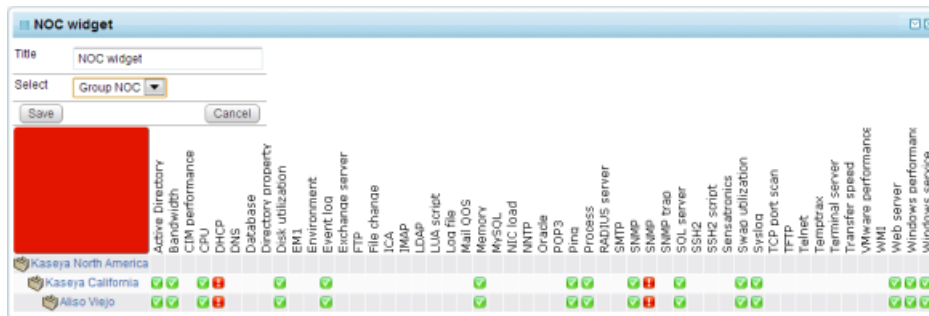 NOC widget
Title
NOC widget
Select
Group NOC
Save
Cancel
Active Directory
Bandwidth
CIM performance
CPU
DHCP
DNS
Database
Directory property
Disk utilization
EM1
Environment
Event log
Exchange server
FTP
File change
ICA
IMAP
LDAP
LUA script
Log file
Mail QOS
Memory
MySQL
NIC load
NNTP
Oracle
POP3
Ping
Process
RADIUS server
SMTP
SNMP
SNMP trap
SQL server
SSH2
SSH2 script
Sensatronics
Swap utilization
Syslog
TCP port scan
TFTP
Telnet
Temptrax
Terminal server
Transfer speed
VMware performance
WMI
Web server
Windows performanc
Windows service
Kaseya North America
Kaseya California
Aliso Viejo